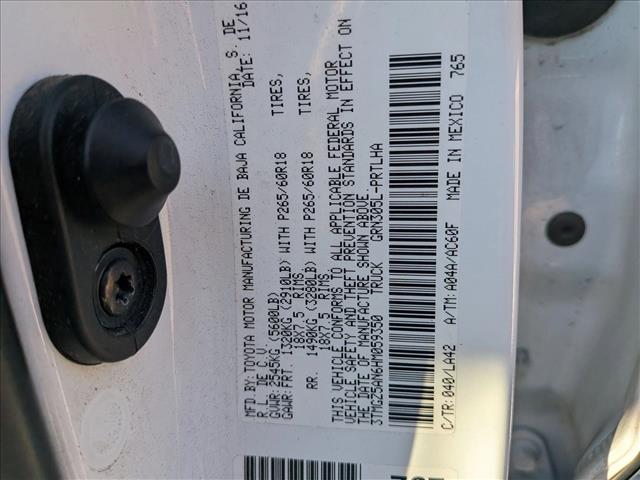 MFD.BY:TOYOTA MOTOR MANUFACTURING DE BAJA CALIFORNIA, S. DE
R.L. DE C.V. DATE: 11/16
GVWR: 2545KG (5600LB)
GAWR: FRT. 1320KG (2910LB) WITH P265/60R18 TIRES,
18X7.5 RIMS,
RR. 1490KG (3280LB) WITH P265/60R18 TIRES,
18X7.5 RIMS.
THIS VEHICLE CONFORMS TO ALL APPLICABLE FEDERAL MOTOR
VEHICLE SAFETY AND THEFT PREVENTION STANDARDS IN EFFECT ON
THE DATE OF MANUFACTURE SHOWN ABOVE.
3TMGZ5AN6HM059350 TRUCK GRN305L-PRTLHA
C/TR: 040/LA42 A/TM: A04A/AC60F MADE IN MEXICO 765